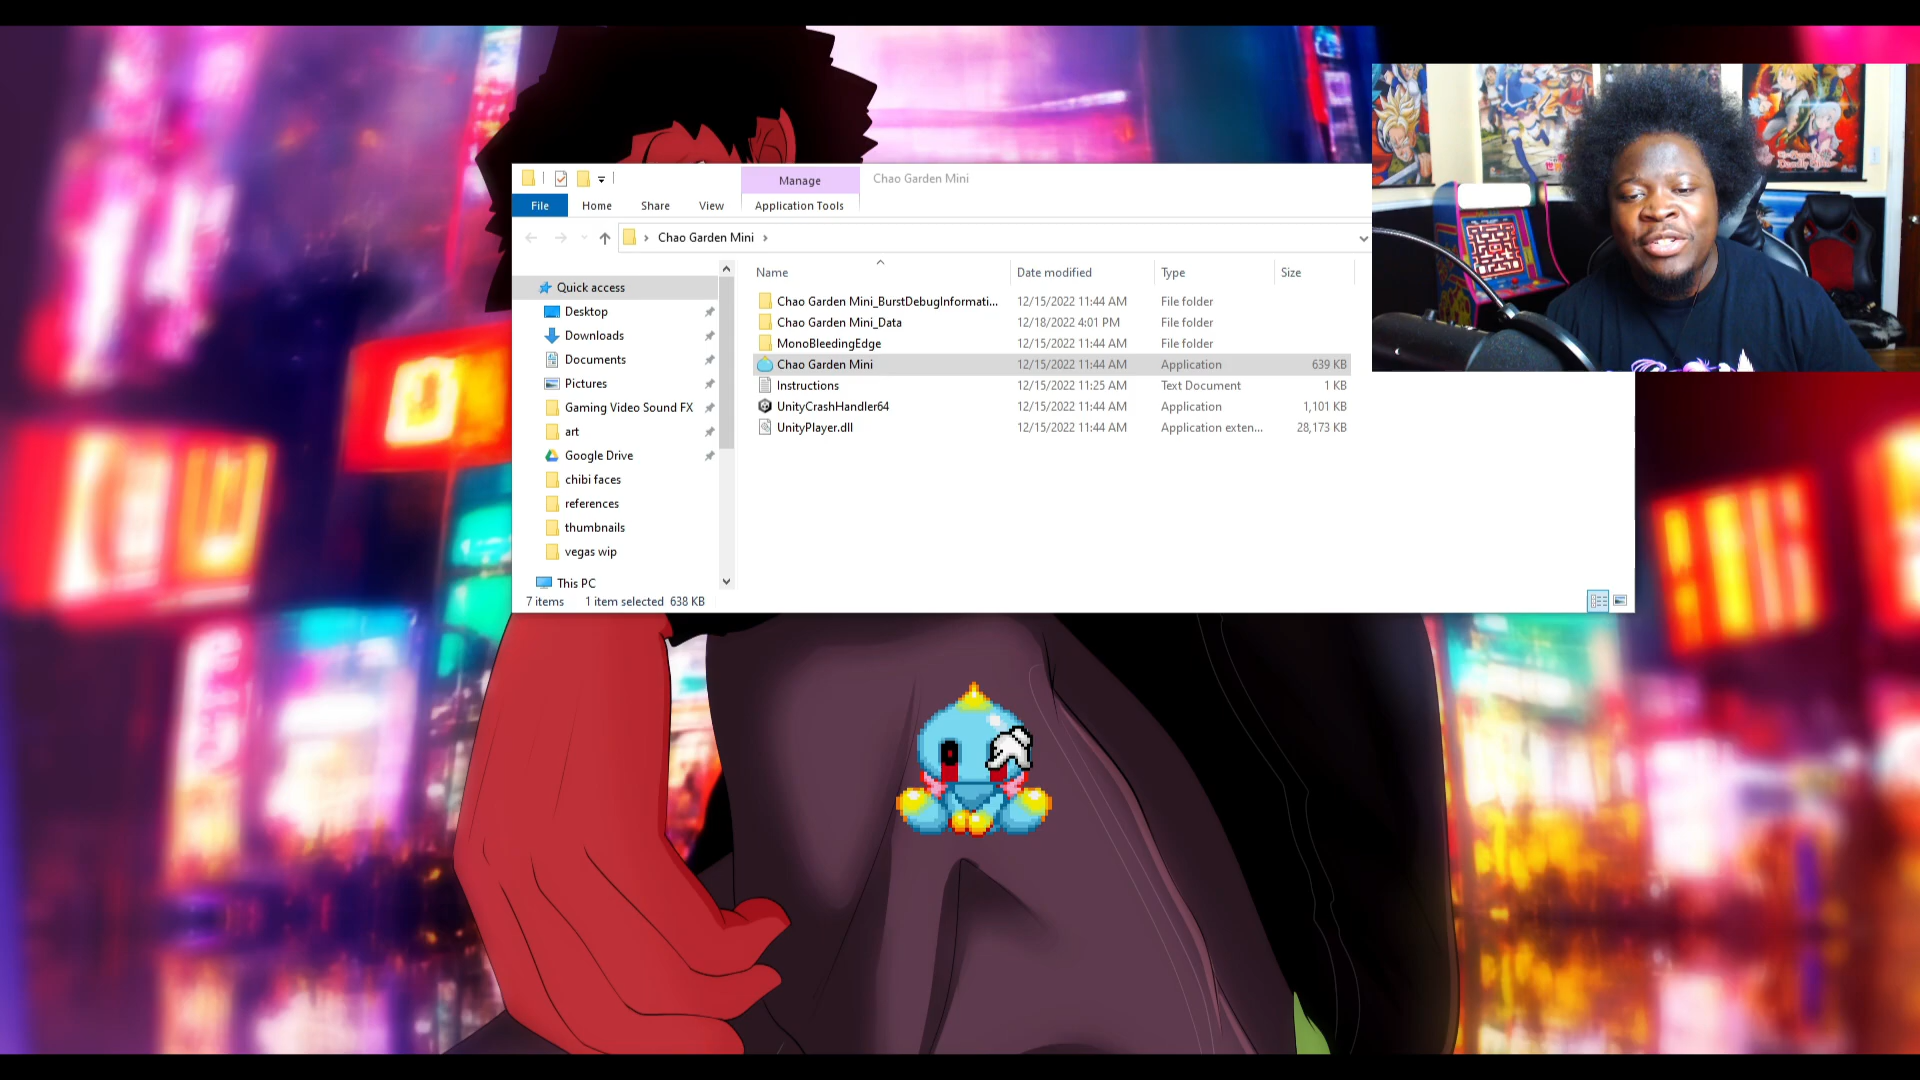 Manage
Chao Garden Mini
File
Home
Share
View
Application Tools
Chao Garden Mini
Name
Date modified
Type
Size
Quick access
Desktop
Downloads
Documents
Pictures
Gaming Video Sound FX
art
Google Drive
chibi faces
references
thumbnails
vegas wip
This PC
Chao Garden Mini_BurstDebugInformati... 12/15/2022 11:44 AM File folder
Chao Garden Mini_Data 12/18/2022 4:01 PM File folder
MonoBleedingEdge 12/15/2022 11:44 AM File folder
Chao Garden Mini 12/15/2022 11:44 AM Application 639 KB
Instructions 12/15/2022 11:25 AM Text Document 1 KB
UnityCrashHandler64 12/15/2022 11:44 AM Application 1,101 KB
UnityPlayer.dll 12/15/2022 11:44 AM Application exten... 28,173 KB
7 items 1 item selected 638 KB